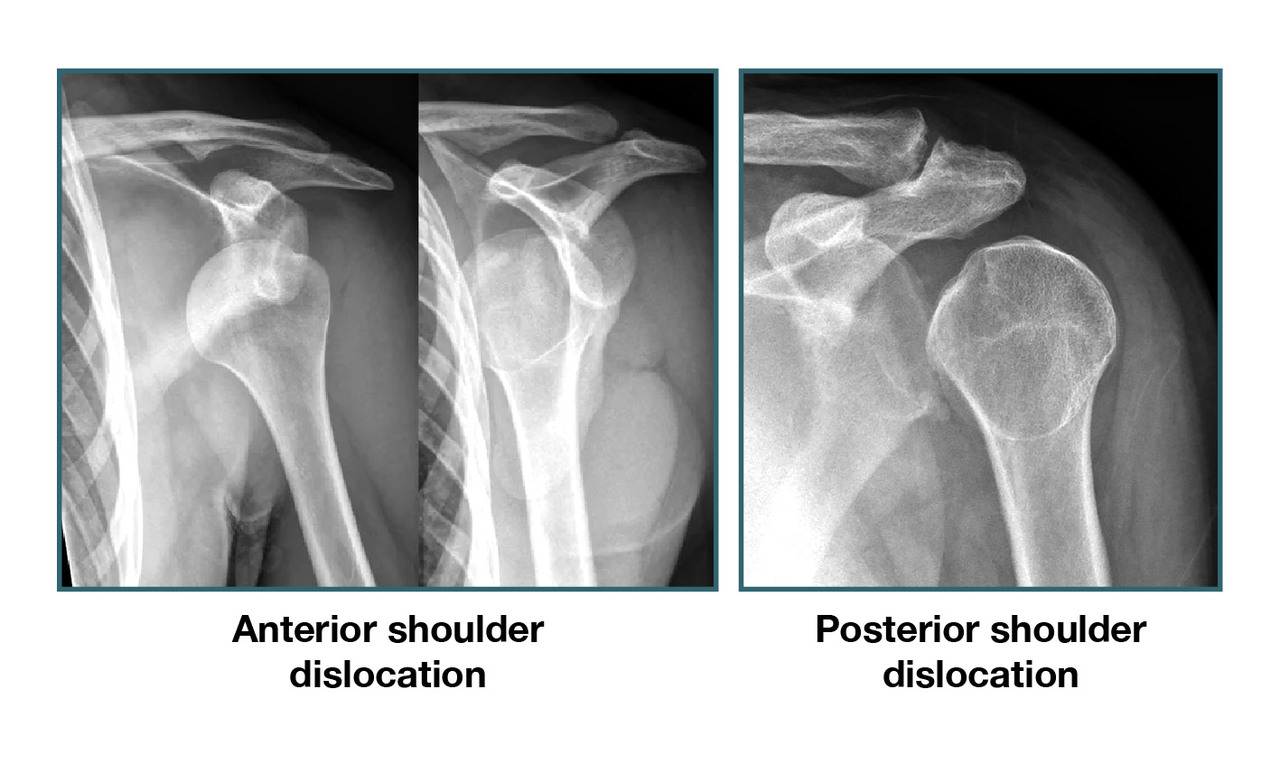 Anterior shoulder
dislocation
Posterior shoulder
dislocation